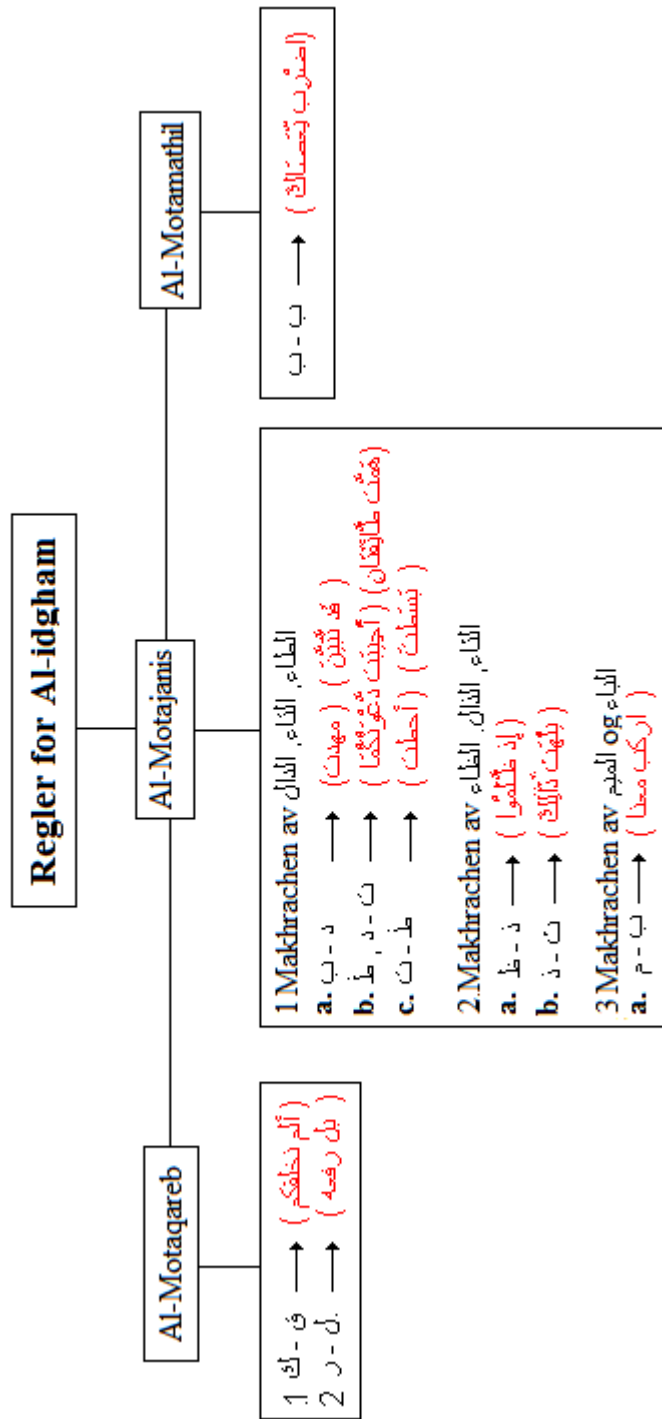 Regler for Al-idgham
Al-Motaqareb
Al-Motajanis
Al-Motamathil
1 ق - ك → ( ألم نخلقكم )
2 ل - ر → ( بل رفعه )
1 Makhrachen av الطاء, التاء, الدال
a. د - ت → ( مهدت ) ( قد تبين )
b. ت - د , ط → ( أجيبت دعوتكما ) ( همت طائفتان )
c. ط - ت → ( أحطت ) ( بسطت )
2.Makhrachen av الثاء, الذال, الظاء
a. ذ - ظ → ( إذ ظلموا )
b. ث - ذ → ( يلهث ذلك )
3 Makhrachen av الميم og الباء
a. ب - م → ( اركب معنا )
ب - ب → ( اضرب بعصاك )